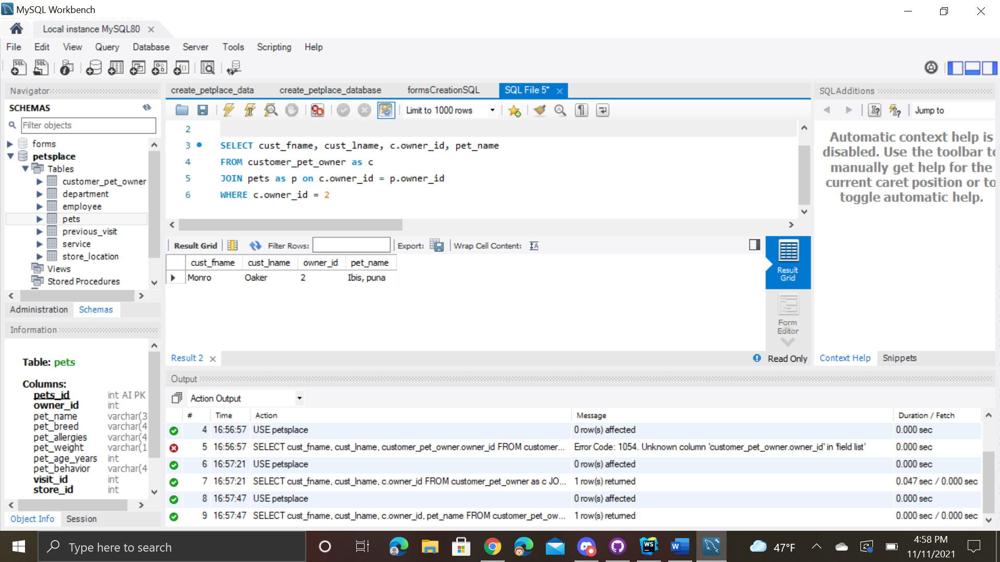 MySQL Workbench
Local instance MySQL80
File Edit View Query Database Server Tools Scripting Help
Navigator
SCHEMAS
Filter objects
forms
petsplace
Tables
customer_pet_owner
department
employee
pets
previous_visit
service
store_location
Views
Stored Procedures
Administration Schemas
Information
Table: pets
Columns:
pets_id int AI PK
owner_id int
pet_name varchar(3
pet_breed varchar(4
pet_allergies varchar(4
pet_weight varchar(1
pet_age_years int
pet_behavior varchar(4
visit_id int
store_id int
Object Info Session
create_petplace_data create_petplace_database formsCreationSQL SQL File 5*
Limit to 1000 rows
2
3 SELECT cust_fname, cust_lname, c.owner_id, pet_name
4 FROM customer_pet_owner as c
5 JOIN pets as p on c.owner_id = p.owner_id
6 WHERE c.owner_id = 2
Result Grid Filter Rows: Export: Wrap Cell Content:
cust_fname cust_lname owner_id pet_name
Monro Oaker 2 Ibis, puna
Result Grid
Form Editor
Result 2 Read Only
SQLAdditions
Jump to
Automatic context help is
disabled. Use the toolbar to
manually get help for the
current caret position or to
toggle automatic help.
Context Help Snippets
Output
Action Output
# Time Action Message Duration / Fetch
4 16:56:57 USE petsplace 0 row(s) affected 0.000 sec
5 16:56:57 SELECT cust_fname, cust_lname, customer_pet_owner.owner_id FROM customer... Error Code: 1054. Unknown column 'customer_pet_owner.owner_id' in 'field list' 0.000 sec
6 16:57:21 USE petsplace 0 row(s) affected 0.000 sec
7 16:57:21 SELECT cust_fname, cust_lname, c.owner_id FROM customer_pet_owner as c JO... 1 row(s) returned 0.047 sec / 0.000 sec
8 16:57:47 USE petsplace 0 row(s) affected 0.000 sec
9 16:57:47 SELECT cust_fname, cust_lname, c.owner_id, pet_name FROM customer_pet_ow... 1 row(s) returned 0.000 sec / 0.000 sec
Type here to search
47°F
4:58 PM
11/11/2021